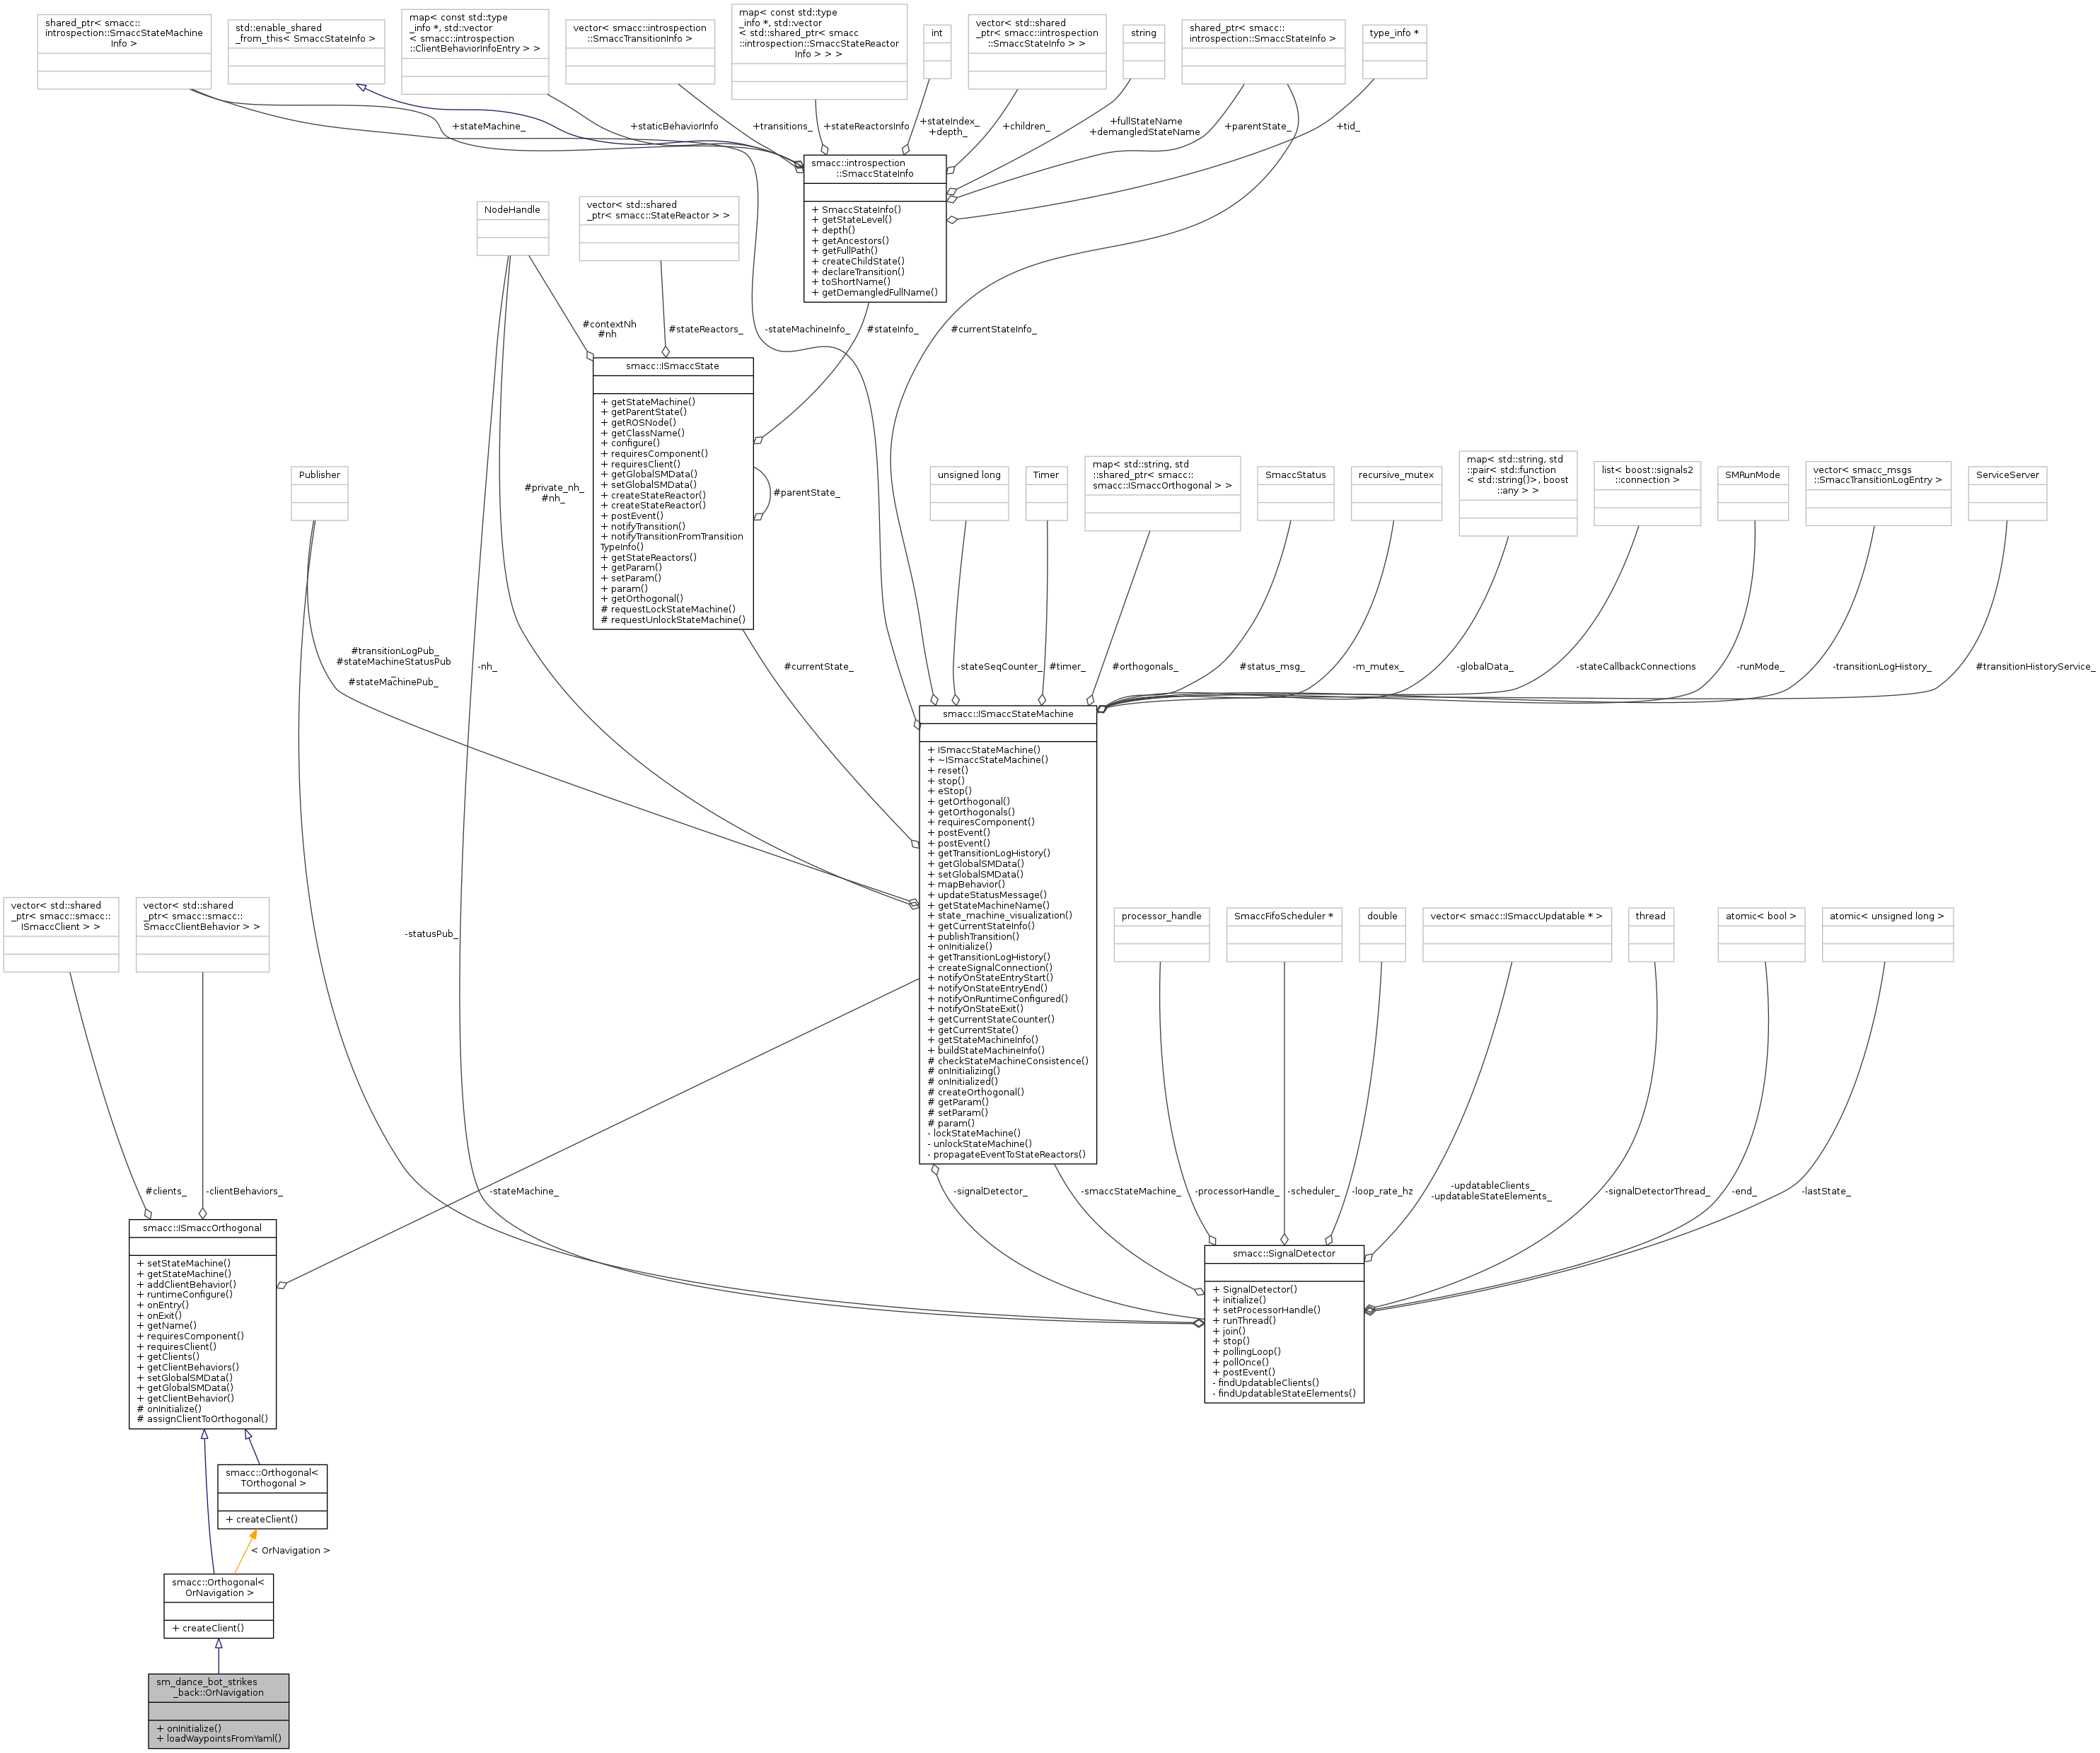 shared_ptr< smacc::
introspection::SmaccStateMachine
Info >
std::enable_shared
_from_this< SmaccStateInfo >
map< const std::type
_info *, std::vector
< smacc::introspection
::ClientBehaviorInfoEntry > >
vector< smacc::introspection
::SmaccTransitionInfo >
map< const std::type
_info *, std::vector
< std::shared_ptr< smacc
::introspection::SmaccStateReactor
Info > > >
int
vector< std::shared
_ptr< smacc::introspection
::SmaccStateInfo > >
string
shared_ptr< smacc::
introspection::SmaccStateInfo >
type_info *
+stateMachine_
+staticBehaviorInfo
+transitions_
+stateReactorsInfo
+stateIndex_
+depth_
+children_
+fullStateName
+demangledStateName
+parentState_
+tid_
smacc::introspection
::SmaccStateInfo
+ SmaccStateInfo()
+ getStateLevel()
+ depth()
+ getAncestors()
+ getFullPath()
+ createChildState()
+ declareTransition()
+ toShortName()
+ getDemangledFullName()
NodeHandle
vector< std::shared
_ptr< smacc::StateReactor > >
#contextNh
#nh
#stateReactors_
-stateMachineInfo_
#stateInfo_
#currentStateInfo_
smacc::ISmaccState
+ getStateMachine()
+ getParentState()
+ getROSNode()
+ getClassName()
+ configure()
+ requiresComponent()
+ requiresClient()
+ getGlobalSMData()
+ setGlobalSMData()
+ createStateReactor()
+ createStateReactor()
+ postEvent()
+ notifyTransition()
+ notifyTransitionFromTransition
TypeInfo()
+ getStateReactors()
+ getParam()
+ setParam()
+ param()
+ getOrthogonal()
# requestLockStateMachine()
# requestUnlockStateMachine()
#parentState_
#private_nh_
#nh_
Publisher
unsigned long
Timer
map< std::string, std
::shared_ptr< smacc::
smacc::ISmaccOrthogonal > >
SmaccStatus
recursive_mutex
map< std::string, std
::pair< std::function
< std::string()>, boost
::any > >
list< boost::signals2
::connection >
SMRunMode
vector< smacc_msgs
::SmaccTransitionLogEntry >
ServiceServer
#transitionLogPub_
#stateMachineStatusPub
_
#stateMachinePub_
-nh_
#currentState_
-stateSeqCounter_
#timer_
#orthogonals_
#status_msg_
-m_mutex_
-globalData_
-stateCallbackConnections
-runMode_
-transitionLogHistory_
#transitionHistoryService_
smacc::ISmaccStateMachine
+ ISmaccStateMachine()
+ ~ISmaccStateMachine()
+ reset()
+ stop()
+ eStop()
+ getOrthogonal()
+ getOrthogonals()
+ requiresComponent()
+ postEvent()
+ postEvent()
+ getTransitionLogHistory()
+ getGlobalSMData()
+ setGlobalSMData()
+ mapBehavior()
+ updateStatusMessage()
+ getStateMachineName()
+ state_machine_visualization()
+ getCurrentStateInfo()
+ publishTransition()
+ onInitialize()
+ getTransitionLogHistory()
+ createSignalConnection()
+ notifyOnStateEntryStart()
+ notifyOnStateEntryEnd()
+ notifyOnRuntimeConfigured()
+ notifyOnStateExit()
+ getCurrentStateCounter()
+ getCurrentState()
+ getStateMachineInfo()
+ buildStateMachineInfo()
# checkStateMachineConsistence()
# onInitializing()
# onInitialized()
# createOrthogonal()
# getParam()
# setParam()
# param()
- lockStateMachine()
- unlockStateMachine()
- propagateEventToStateReactors()
vector< std::shared
_ptr< smacc::smacc::
ISmaccClient > >
vector< std::shared
_ptr< smacc::smacc::
SmaccClientBehavior > >
-statusPub_
processor_handle
SmaccFifoScheduler *
double
vector< smacc::ISmaccUpdatable * >
thread
atomic< bool >
atomic< unsigned long >
#clients_
-clientBehaviors_
-stateMachine_
-signalDetector_
-smaccStateMachine_
-processorHandle_
-scheduler_
-loop_rate_hz
-updatableClients_
-updatableStateElements_
-signalDetectorThread_
-end_
-lastState_
smacc::ISmaccOrthogonal
+ setStateMachine()
+ getStateMachine()
+ addClientBehavior()
+ runtimeConfigure()
+ onEntry()
+ onExit()
+ getName()
+ requiresComponent()
+ requiresClient()
+ getClients()
+ getClientBehaviors()
+ setGlobalSMData()
+ getGlobalSMData()
+ getClientBehavior()
# onInitialize()
# assignClientToOrthogonal()
smacc::SignalDetector
+ SignalDetector()
+ initialize()
+ setProcessorHandle()
+ runThread()
+ join()
+ stop()
+ pollingLoop()
+ pollOnce()
+ postEvent()
- findUpdatableClients()
- findUpdatableStateElements()
smacc::Orthogonal<
TOrthogonal >
+ createClient()
< OrNavigation >
smacc::Orthogonal<
OrNavigation >
+ createClient()
sm_dance_bot_strikes
_back::OrNavigation
+ onInitialize()
+ loadWaypointsFromYaml()